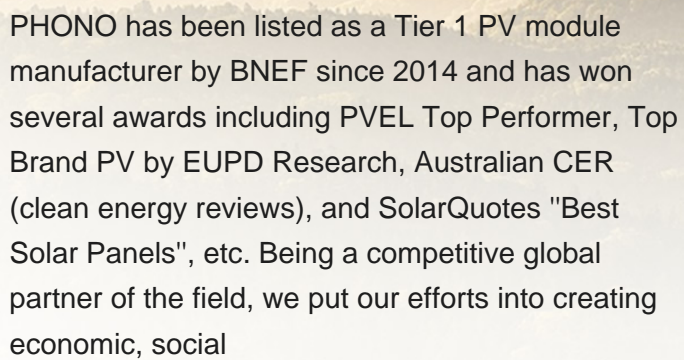 PHONO has been listed as a Tier 1 PV module
manufacturer by BNEF since 2014 and has won
several awards including PVEL Top Performer, Top
Brand PV by EUPD Research, Australian CER
(clean energy reviews), and SolarQuotes "Best
Solar Panels", etc. Being a competitive global
partner of the field, we put our efforts into creating
economic, social